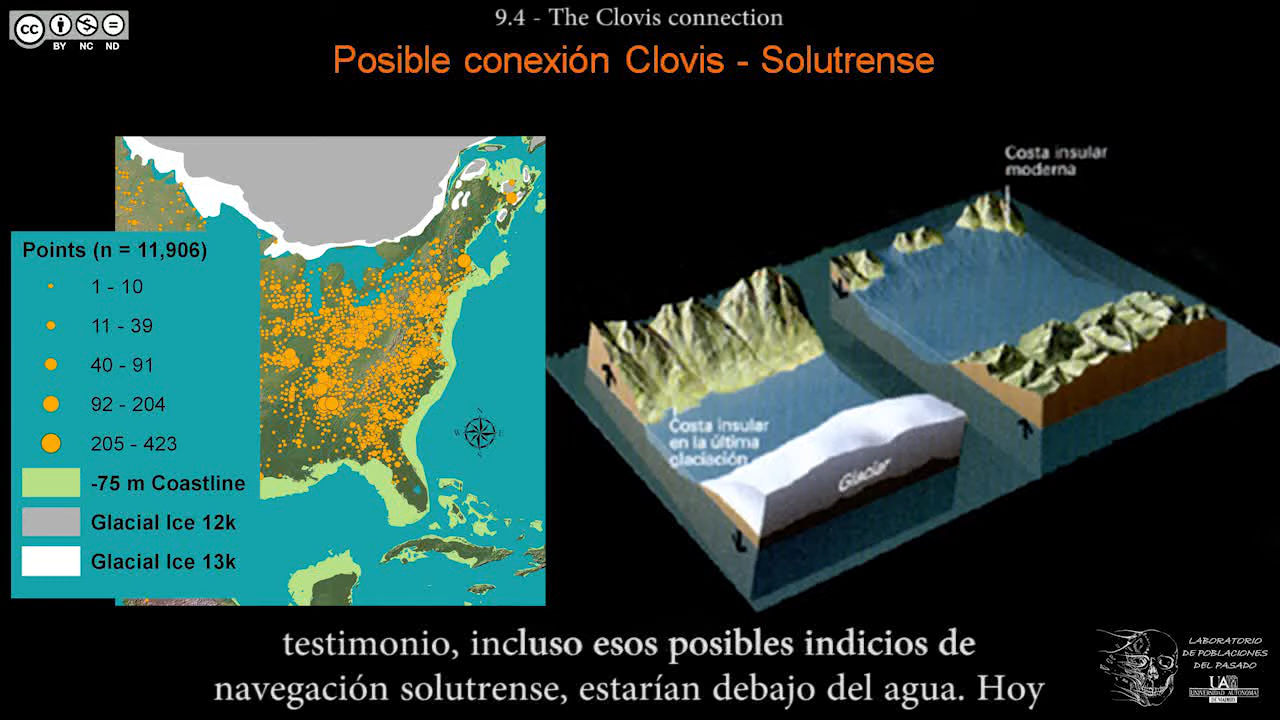 9.4 - The Clovis connection
BY NC ND
Posible conexión Clovis - Solutrense
Costa insular
moderna
Points (n = 11,906)
1 - 10
11 - 39
40 - 91
92 - 204
205 - 423
-75 m Coastline
Glacial Ice 12k
Glacial Ice 13k
N
W E
S
Costa insular
en la última
glaciación
Glaciar
testimonio, incluso esos posibles indicios de
navegación solutrense, estarían debajo del agua. Hoy
LABORATORIO
DE POBLACIONES
DEL PASADO
UAM
UNIVERSIDAD AUTONOMA
DE MADRID